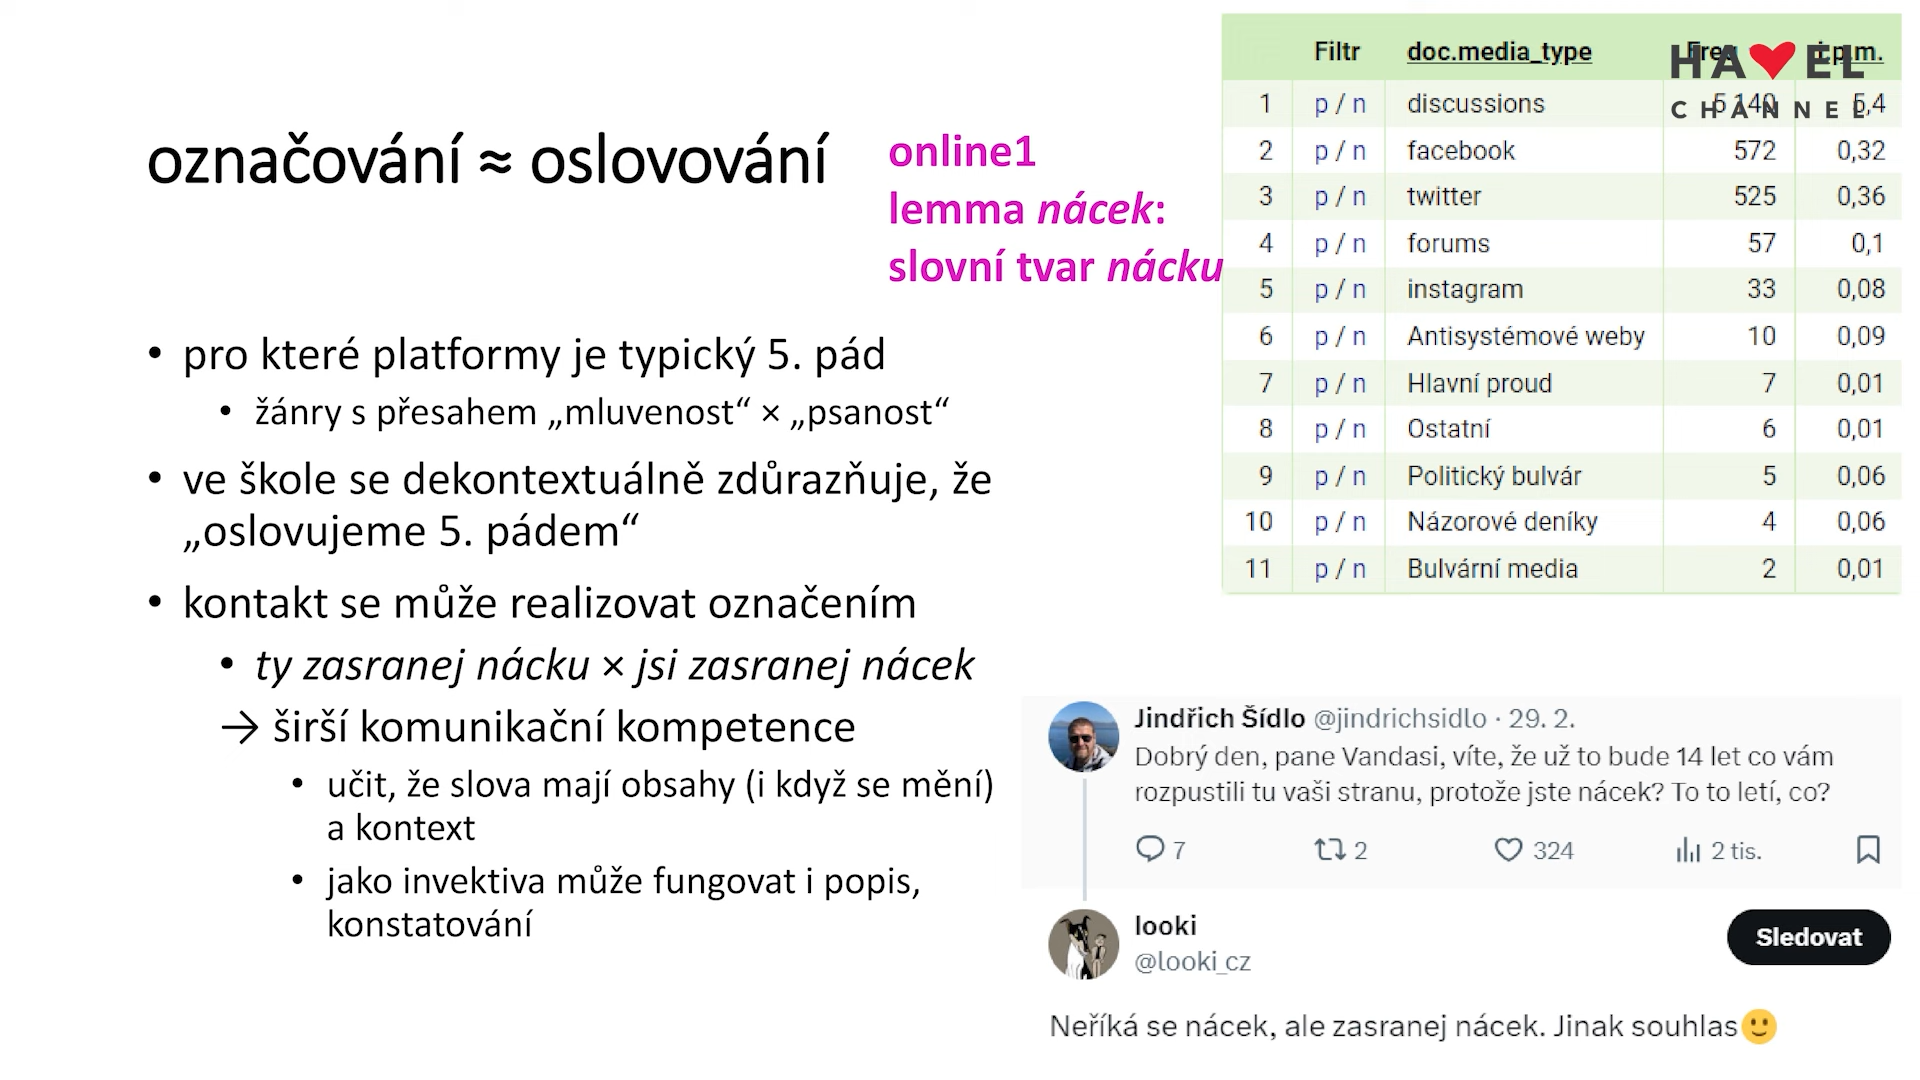 označování ≈ oslovování
online1
lemma nácek:
slovní tvar nácku
• pro které platformy je typický 5. pád
• žánry s přesahem „mluvenost“ × „psanost“
• ve škole se dekontextuálně zdůrazňuje, že
„oslovujeme 5. pádem“
• kontakt se může realizovat označením
• ty zasranej nácku × jsi zasranej nácek
→ širší komunikační kompetence
• učit, že slova mají obsahy (i když se mění)
a kontext
• jako invektiva může fungovat i popis,
konstatování
HAVEL
CHANNEL
Filtr doc.media_type
1 p / n discussions 5 140 5,4
2 p / n facebook 572 0,32
3 p / n twitter 525 0,36
4 p / n forums 57 0,1
5 p / n instagram 33 0,08
6 p / n Antisystémové weby 10 0,09
7 p / n Hlavní proud 7 0,01
8 p / n Ostatní 6 0,01
9 p / n Politický bulvár 5 0,06
10 p / n Názorové deníky 4 0,06
11 p / n Bulvární media 2 0,01
Jindřich Šídlo @jindrichsidlo · 29. 2.
Dobrý den, pane Vandasi, víte, že už to bude 14 let co vám
rozpustili tu vaši stranu, protože jste nácek? To to letí, co?
7 2 324 2 tis.
looki
@looki_cz
Sledovat
Neříká se nácek, ale zasranej nácek. Jinak souhlas🙂